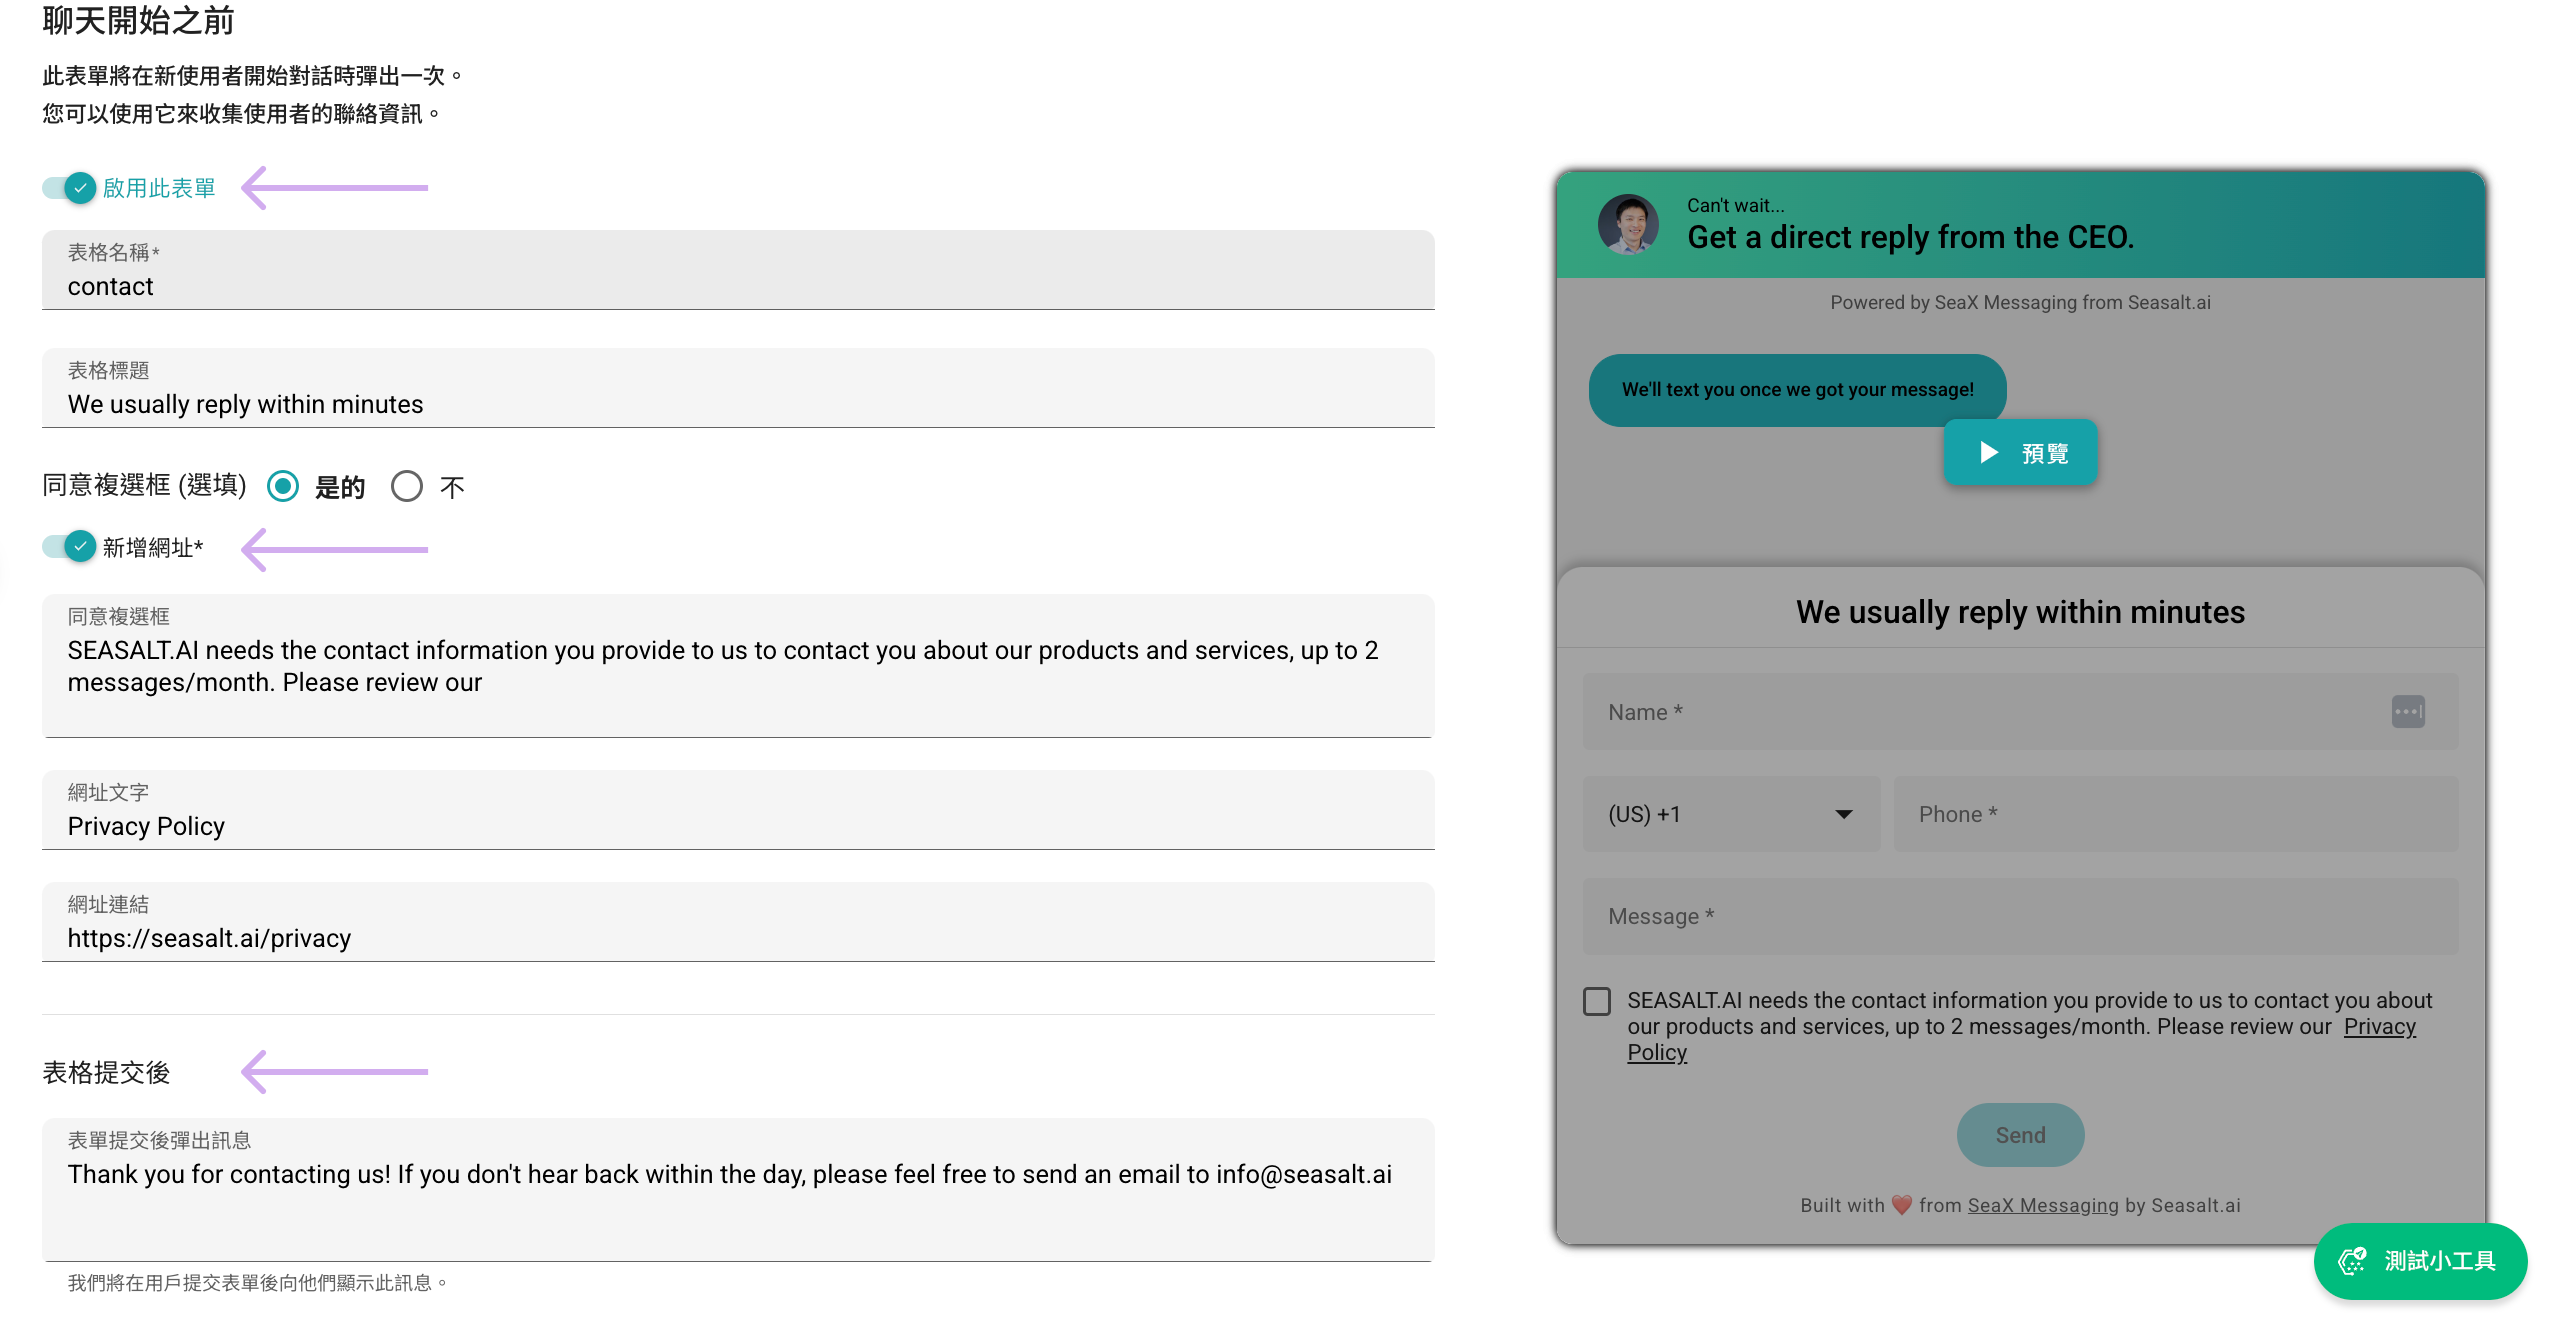 聊天開始之前
此表單將在新使用者開始對話時彈出一次。
您可以使用它來收集使用者的聯絡資訊。
啟用此表單
表格名稱*
contact
表格標題
We usually reply within minutes
同意複選框 (選填) 是的 不
新增網址*
同意複選框
SEASALT.AI needs the contact information you provide to us to contact you about our products and services, up to 2
messages/month. Please review our
網址文字
Privacy Policy
網址連結
https://seasalt.ai/privacy
表格提交後
表單提交後彈出訊息
Thank you for contacting us! If you don't hear back within the day, please feel free to send an email to info@seasalt.ai
我們將在用戶提交表單後向他們顯示此訊息。
Can't wait...
Get a direct reply from the CEO.
Powered by SeaX Messaging from Seasalt.ai
We'll text you once we got your message!
預覽
We usually reply within minutes
Name *
(US) +1
Phone *
Message *
SEASALT.AI needs the contact information you provide to us to contact you about
our products and services, up to 2 messages/month. Please review our Privacy
Policy
Send
Built with ❤️ from SeaX Messaging by Seasalt.ai
測試小工具